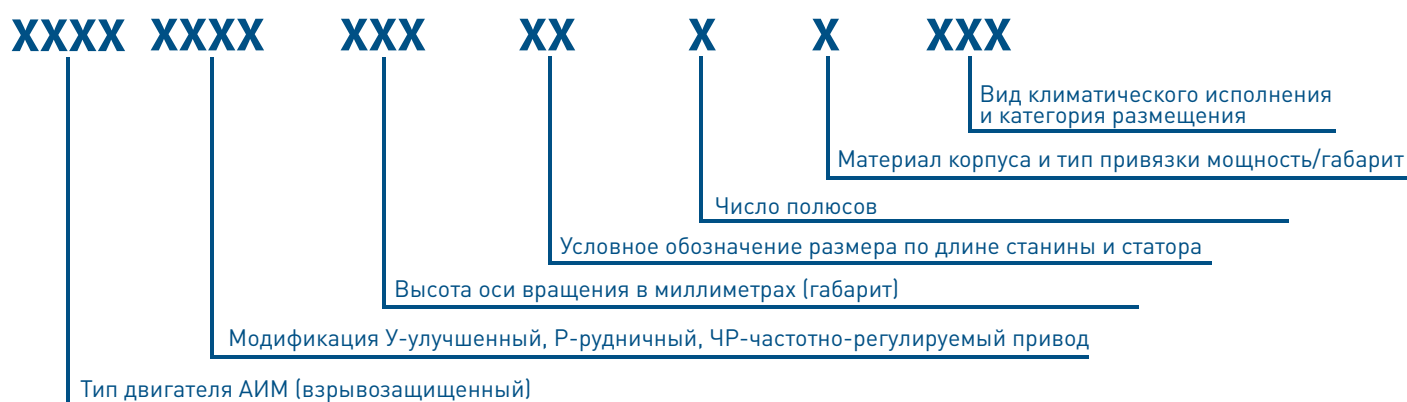 XXXX XXXX XXX XX X X XXX
Вид климатического исполнения
и категория размещения
Материал корпуса и тип привязки мощность/габарит
Число полюсов
Условное обозначение размера по длине станины и статора
Высота оси вращения в миллиметрах (габарит)
Модификация У-улучшенный, Р-рудничный, ЧР-частотно-регулируемый привод
Тип двигателя АИМ (взрывозащищенный)